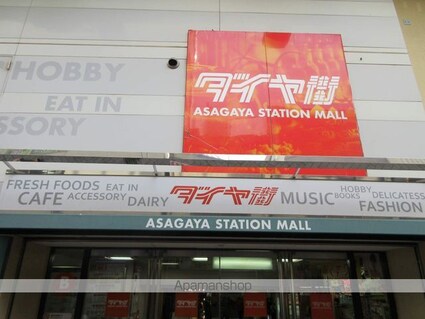 HOBBY
EAT IN
ESSORY
ダイヤ街
ASAGAYA STATION MALL
FRESH FOODS EAT IN
CAFE ACCESSORY DAIRY
ダイヤ街
MUSIC HOBBY BOOKS DELICATESS
FASHION
ASAGAYA STATION MALL
Apamanshop